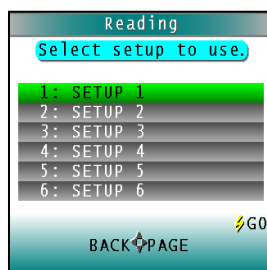 Reading
Select setup to use.
1: SETUP 1
2: SETUP 2
3: SETUP 3
4: SETUP 4
5: SETUP 5
6: SETUP 6
GO
BACK PAGE